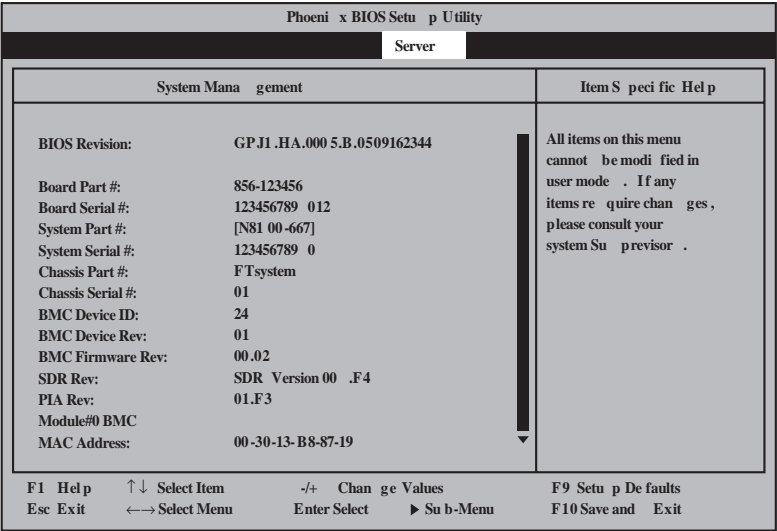 Phoeni x BIOS Setu p Utility
Server
System Mana gement
Item S peci fic Hel p
BIOS Revision: GPJ1.HA.000 5.B.0509162344
Board Part #: 856-123456
Board Serial #: 123456789 012
System Part #: [N81 00-667]
System Serial #: 123456789 0
Chassis Part #: FTsystem
Chassis Serial #: 01
BMC Device ID: 24
BMC Device Rev: 01
BMC Firmware Rev: 00.02
SDR Rev: SDR Version 00 .F4
PIA Rev: 01.F3
Module#0 BMC
MAC Address: 00-30-13-B8-87-19
All items on this menu
cannot be modi fied in
user mode . If any
items re quire chan ges,
please consult your
system Su previsor .
F1 Help ↑↓ Select Item -/+ Chan ge Values F9 Setu p De faults
Esc Exit ←→ Select Menu Enter Select ▶ Su b-Menu F10 Save and Exit